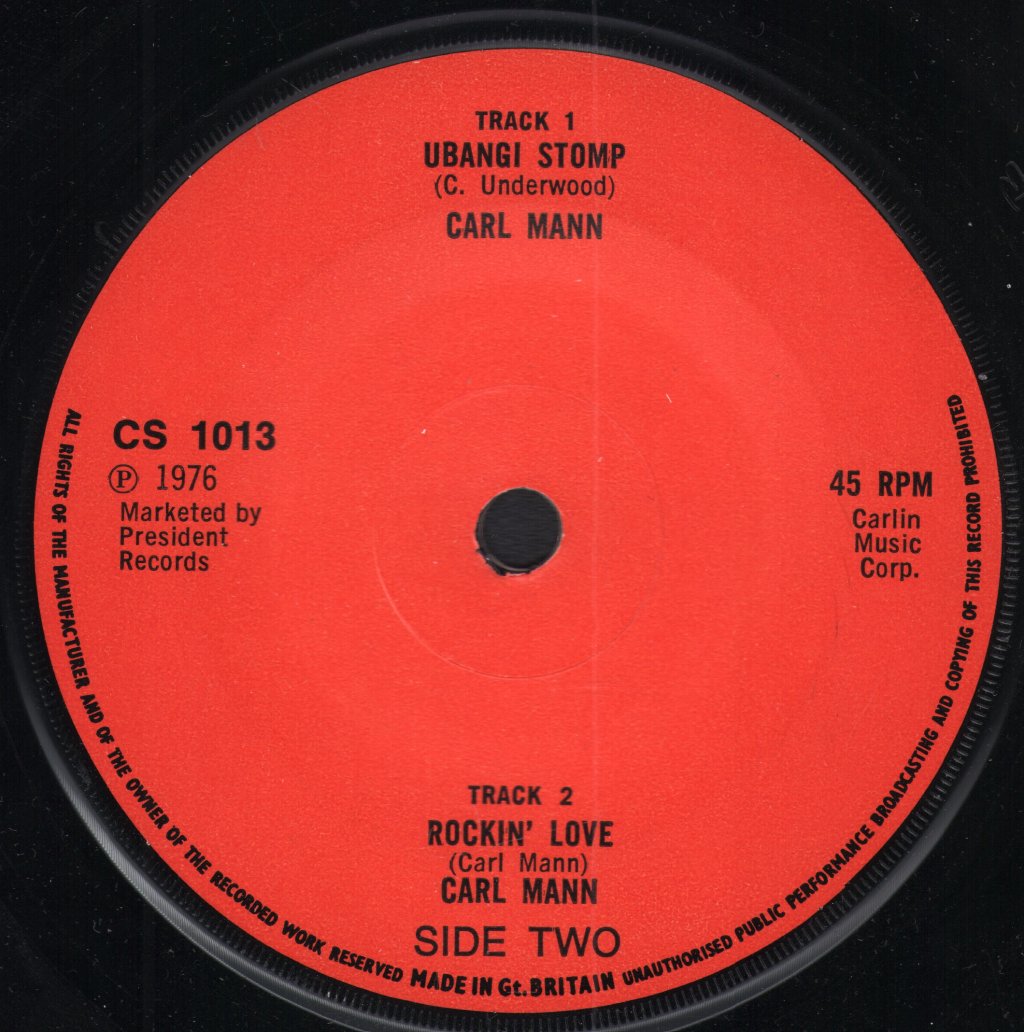 TRACK 1
UBANGI STOMP
(C. Underwood)
CARL MANN
CS 1013
℗ 1976
Marketed by
President
Records
45 RPM
Carlin
Music
Corp.
TRACK 2
ROCKIN' LOVE
(Carl Mann)
CARL MANN
SIDE TWO
ALL RIGHTS OF THE MANUFACTURER AND OF THE OWNER OF THE RECORDED WORK RESERVED MADE IN Gt. BRITAIN UNAUTHORISED PUBLIC PERFORMANCE BROADCASTING AND COPYING OF THIS RECORD PROHIBITED